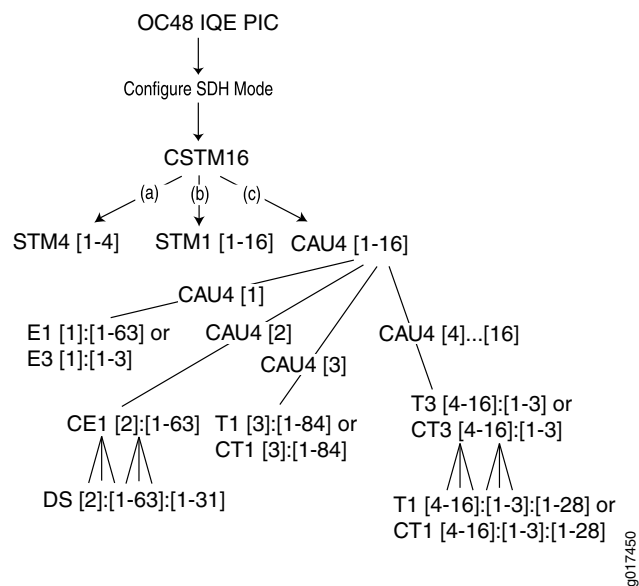 OC48 IQE PIC
Configure SDH Mode
CSTM16
(a)
(b)
(c)
STM4 [1-4]
STM1 [1-16]
CAU4 [1-16]
CAU4 [1]
E1 [1]:[1-63] or
E3 [1]:[1-3]
CAU4 [2]
CAU4 [3]
CAU4 [4]...[16]
CE1 [2]:[1-63]
T1 [3]:[1-84] or
CT1 [3]:[1-84]
T3 [4-16]:[1-3] or
CT3 [4-16]:[1-3]
DS [2]:[1-63]:[1-31]
T1 [4-16]:[1-3]:[1-28] or
CT1 [4-16]:[1-3]:[1-28]
g017450